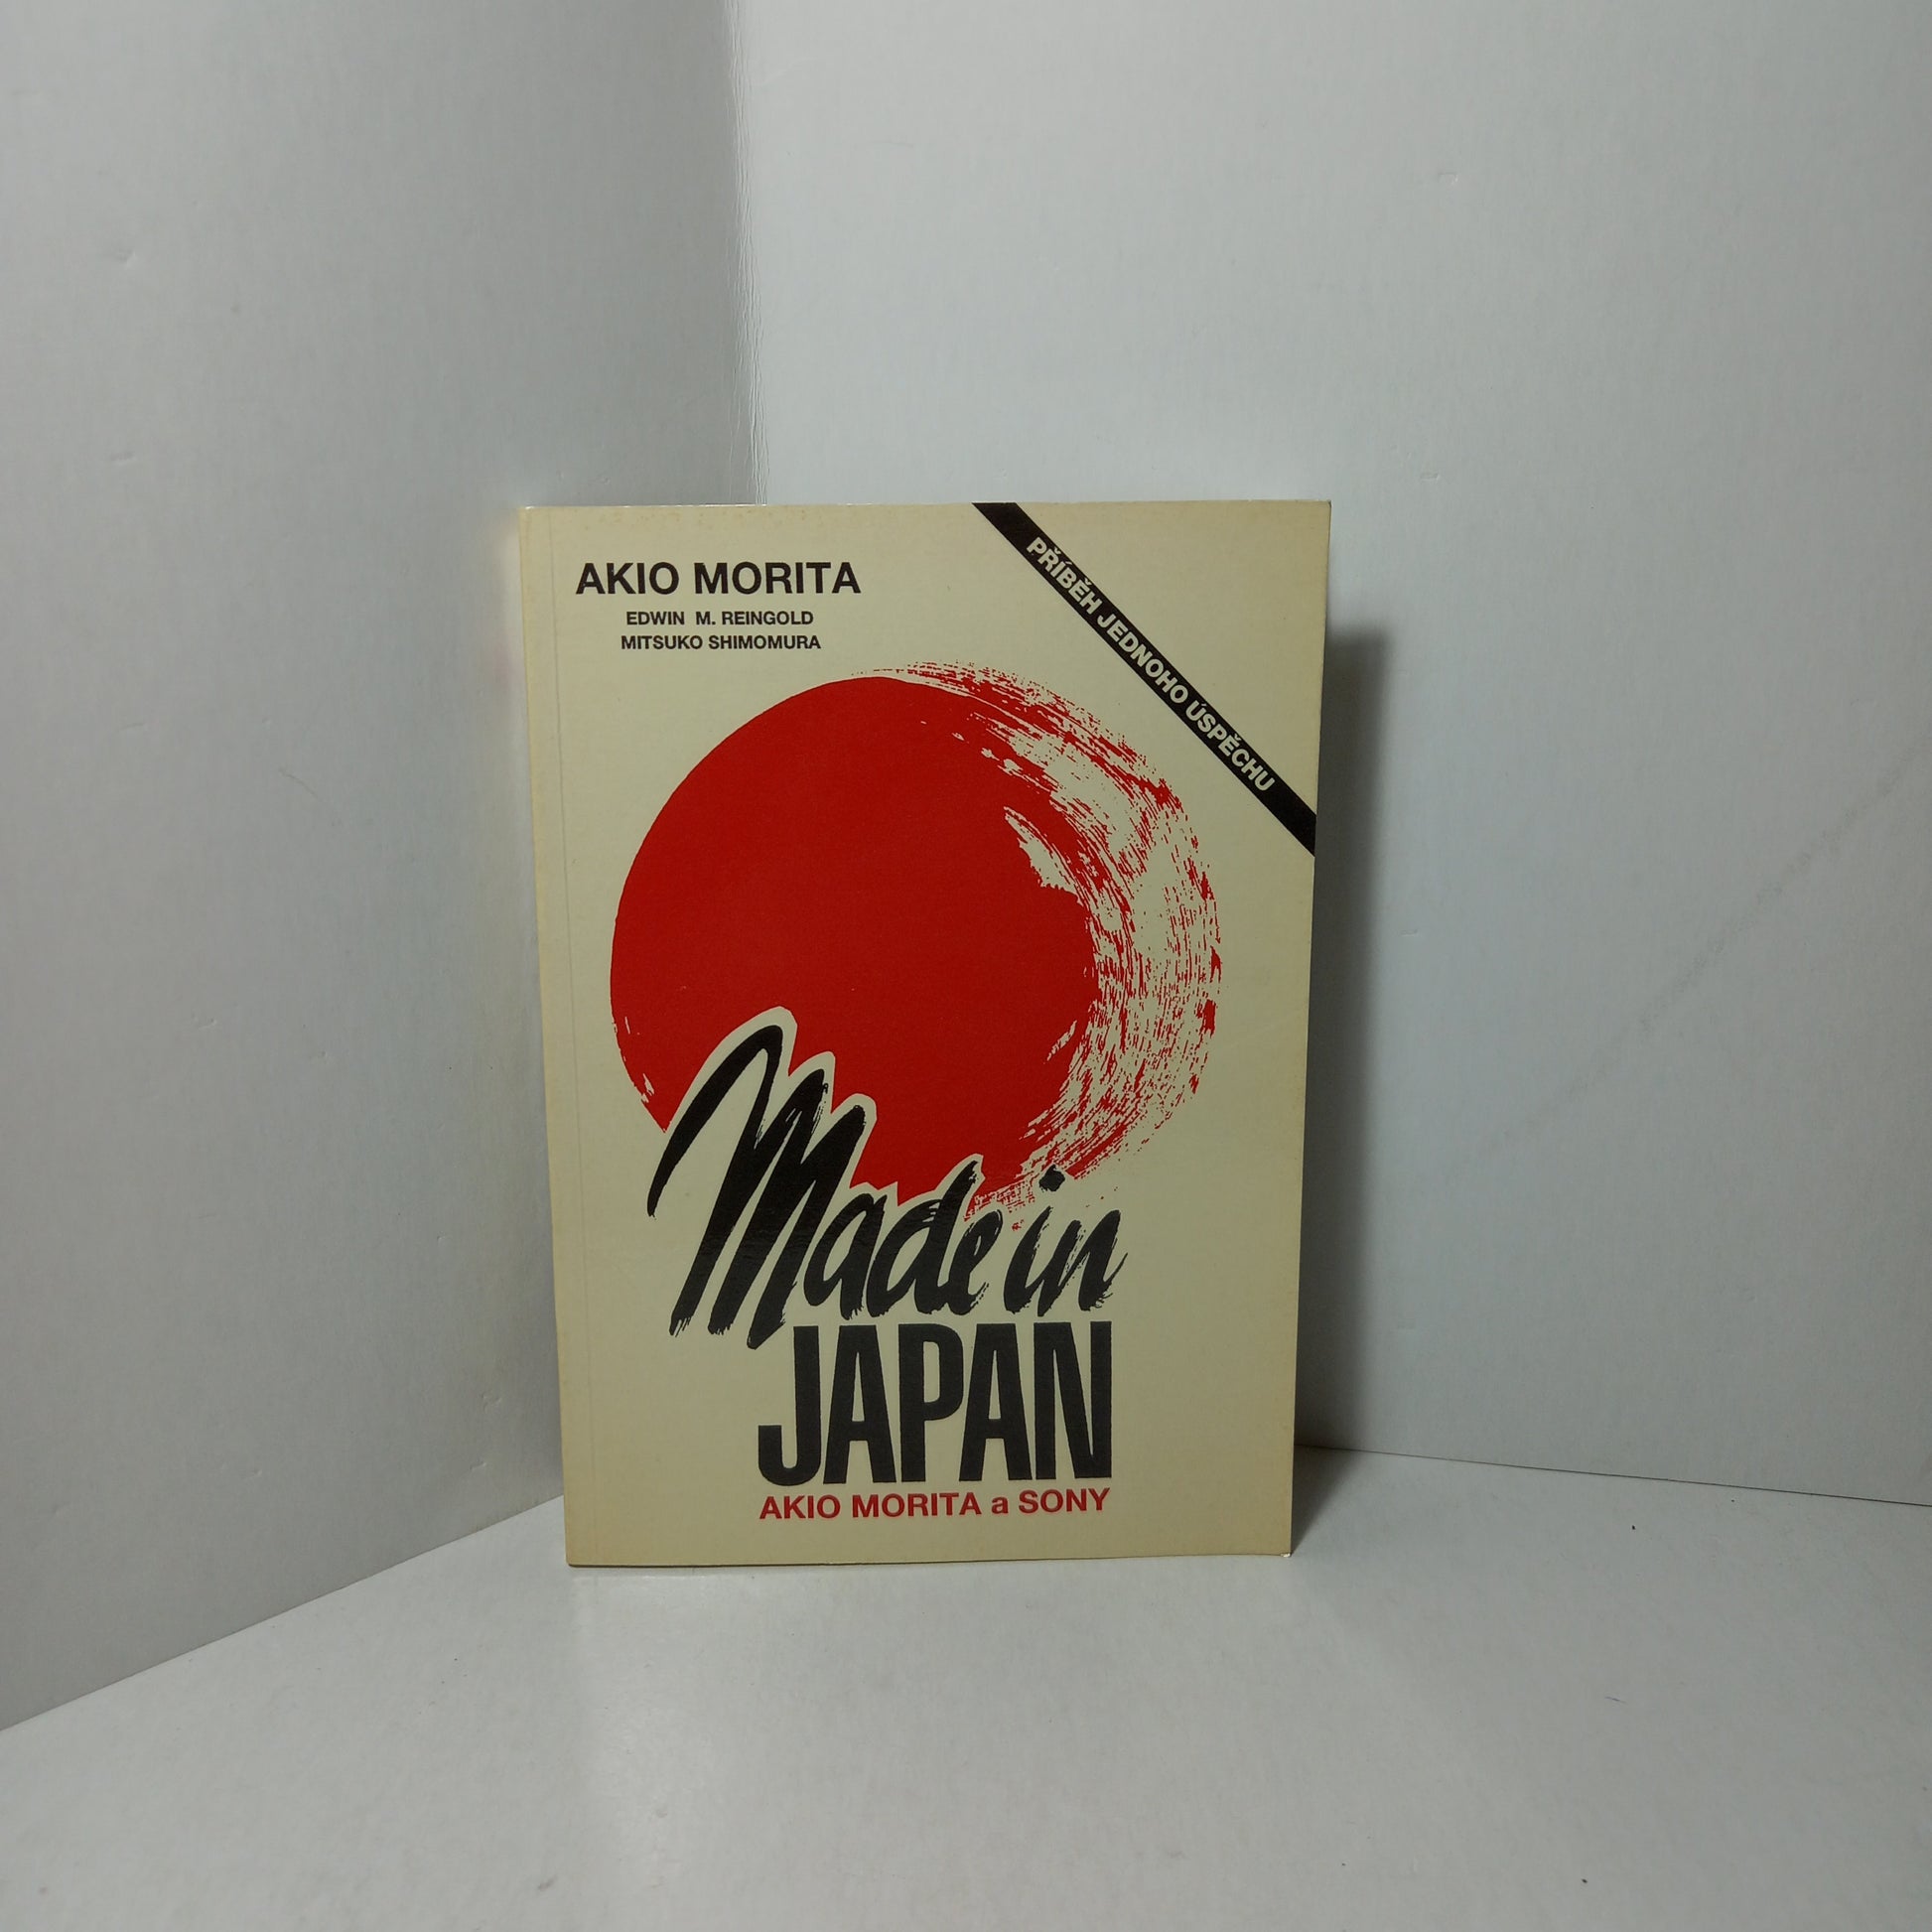 AKIO MORITA
EDWIN M. REINGOLD
MITSUKO SHIMOMURA
PŘÍBĚH JEDNOHO ÚSPĚCHU
Made in
JAPAN
AKIO MORITA a SONY